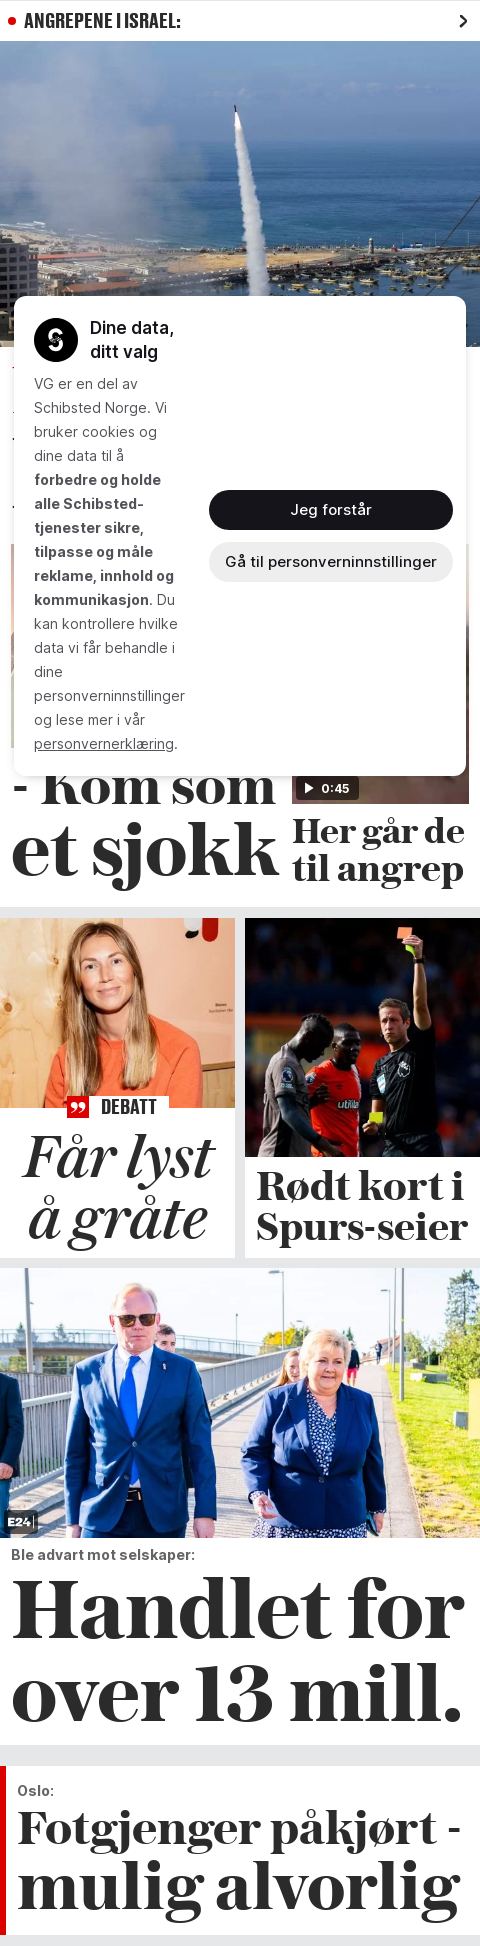 ANGREPENE I ISRAEL:
Dine data,
ditt valg
VG er en del av
Schibsted Norge. Vi
bruker cookies og
dine data til å
forbedre og holde
alle Schibsted-
tjenester sikre,
tilpasse og måle
reklame, innhold og
kommunikasjon. Du
kan kontrollere hvilke
data vi får behandle i
dine
personverninnstillinger
og lese mer i vår
personvernerklæring.
Jeg forstår
Gå til personverninnstillinger
- Kom som
et sjokk
0:45
Her går de
til angrep
DEBATT
Får lyst
å gråte
utilita
Rødt kort i
Spurs-seier
E24
Ble advart mot selskaper:
Handlet for
over 13 mill.
Oslo:
Fotgjenger påkjørt -
mulig alvorlig